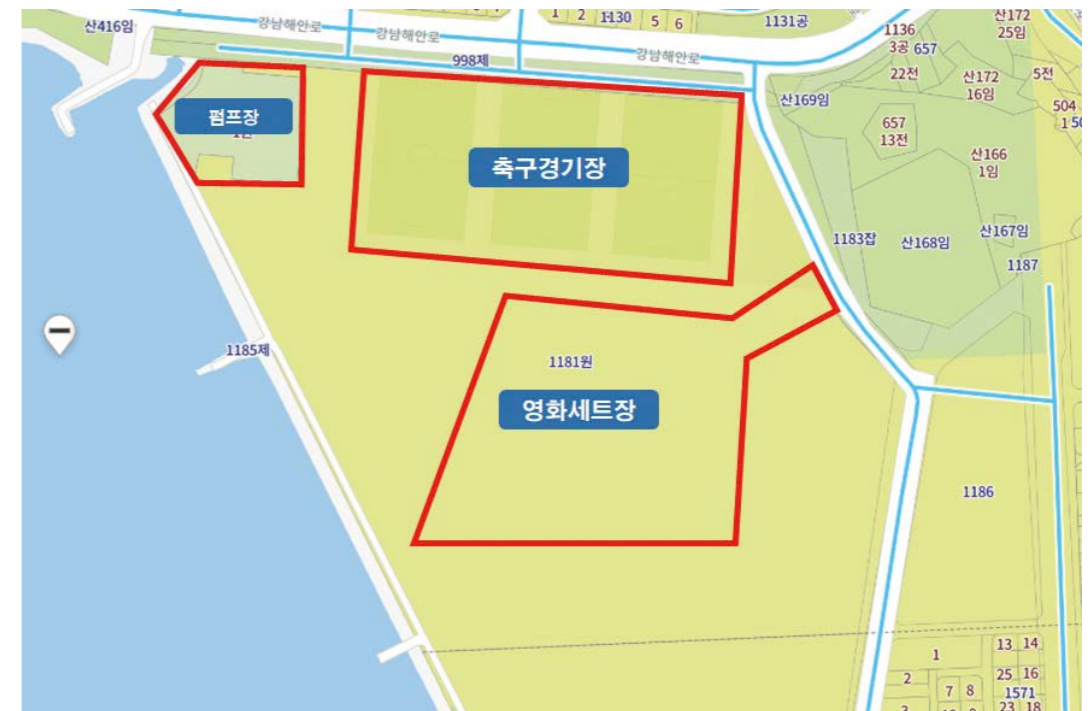 산416임
강남해안로
강남해안로
998제
강남해안로
1 2 1130 5 6
1131공
1136
3공 657
22전
산172
25임
산172
16임
5전
504
산169임
657
13전
산166
1임
펌프장
축구경기장
1183잡
산168임
산167임
1187
1185제
1181원
영화세트장
1186
1
2
7 8
13 14
25 16
1571
23 18